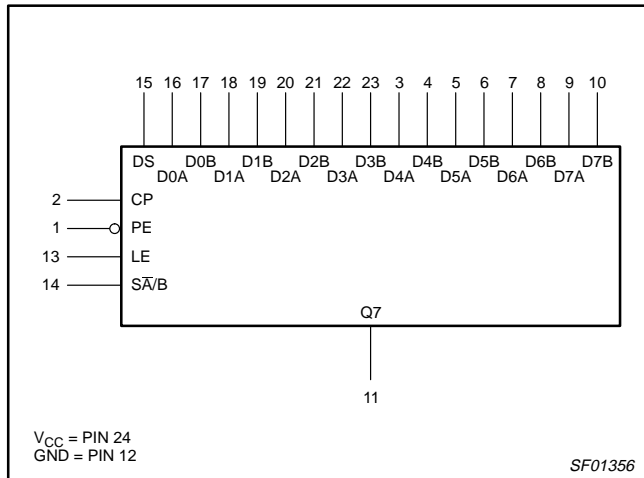 15 16 17 18 19 20 21 22 23 3 4 5 6 7 8 9 10
DS D0B D1B D2B D3B D4B D5B D6B D7B
D0A D1A D2A D3A D4A D5A D6A D7A
2 CP
1 PE
13 LE
14 SA̅/B
Q7
11
VCC = PIN 24
GND = PIN 12
SF01356